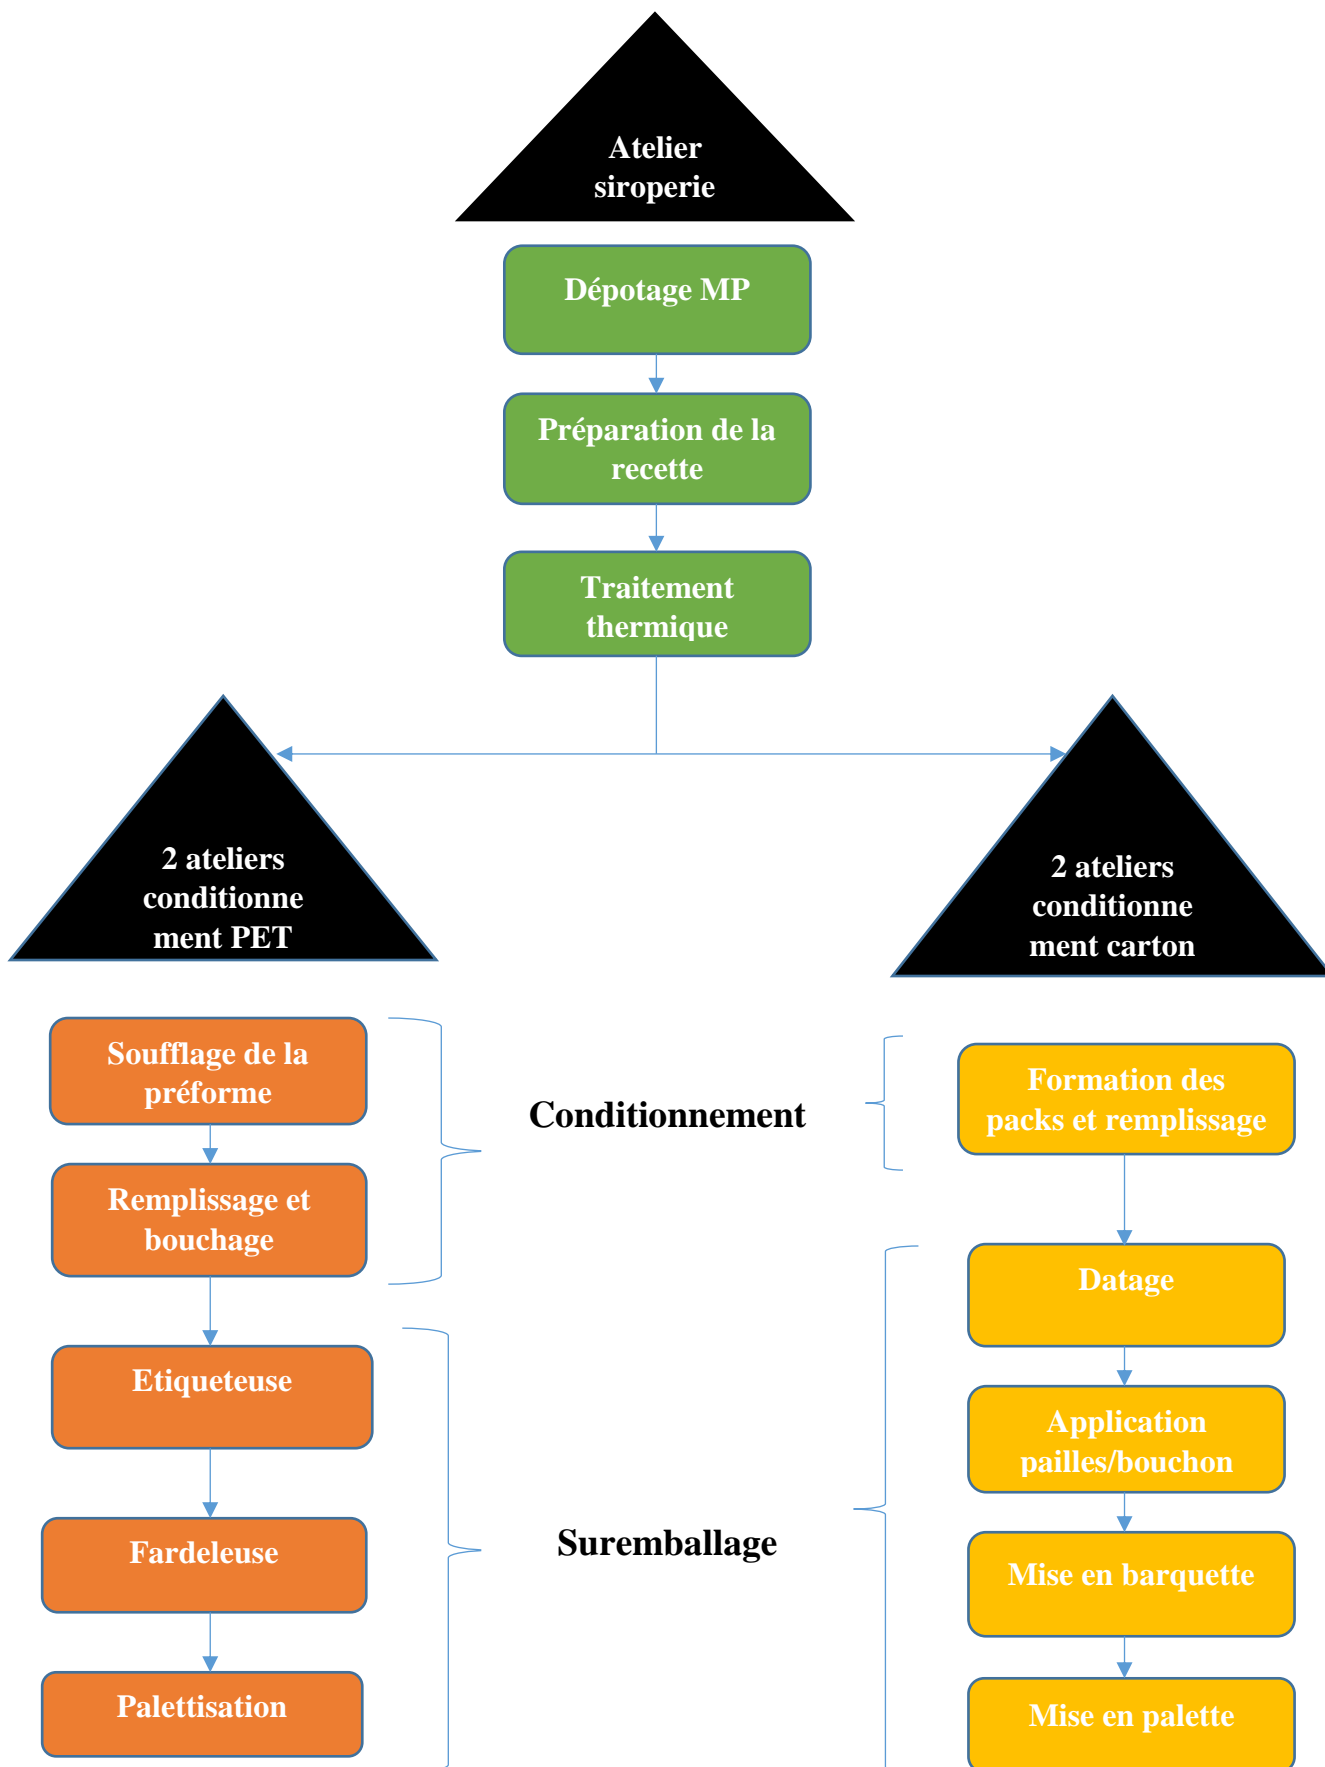 Atelier
siroperie
Dépotage MP
Préparation de la
recette
Traitement
thermique
2 ateliers
conditionne
ment PET
2 ateliers
conditionne
ment carton
Soufflage de la
préforme
Remplissage et
bouchage
Etiqueteuse
Fardeleuse
Palettisation
Conditionnement
Suremballage
Formation des
packs et remplissage
Datage
Application
pailles/bouchon
Mise en barquette
Mise en palette